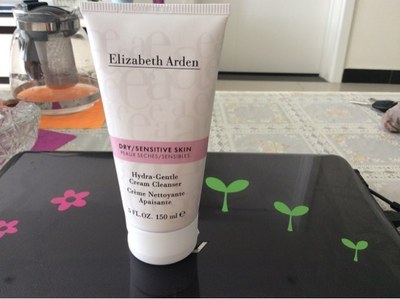 Elizabeth Arden
DRY/SENSITIVE SKIN
PEAUX SÈCHES/SENSIBLES
Hydra-Gentle
Cream Cleanser
Crème Nettoyante
Apaisante
5 FL.OZ. 150 ml ℮